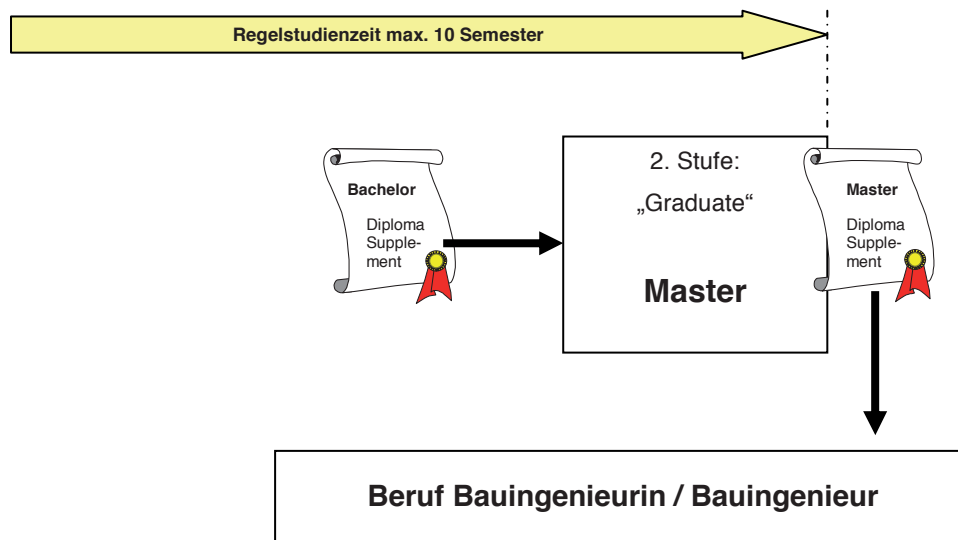 Regelstudienzeit max. 10 Semester
2. Stufe:
„Graduate“
Master
Bachelor
Diploma
Supple-
ment
Master
Diploma
Supple-
ment
Beruf Bauingenieurin / Bauingenieur